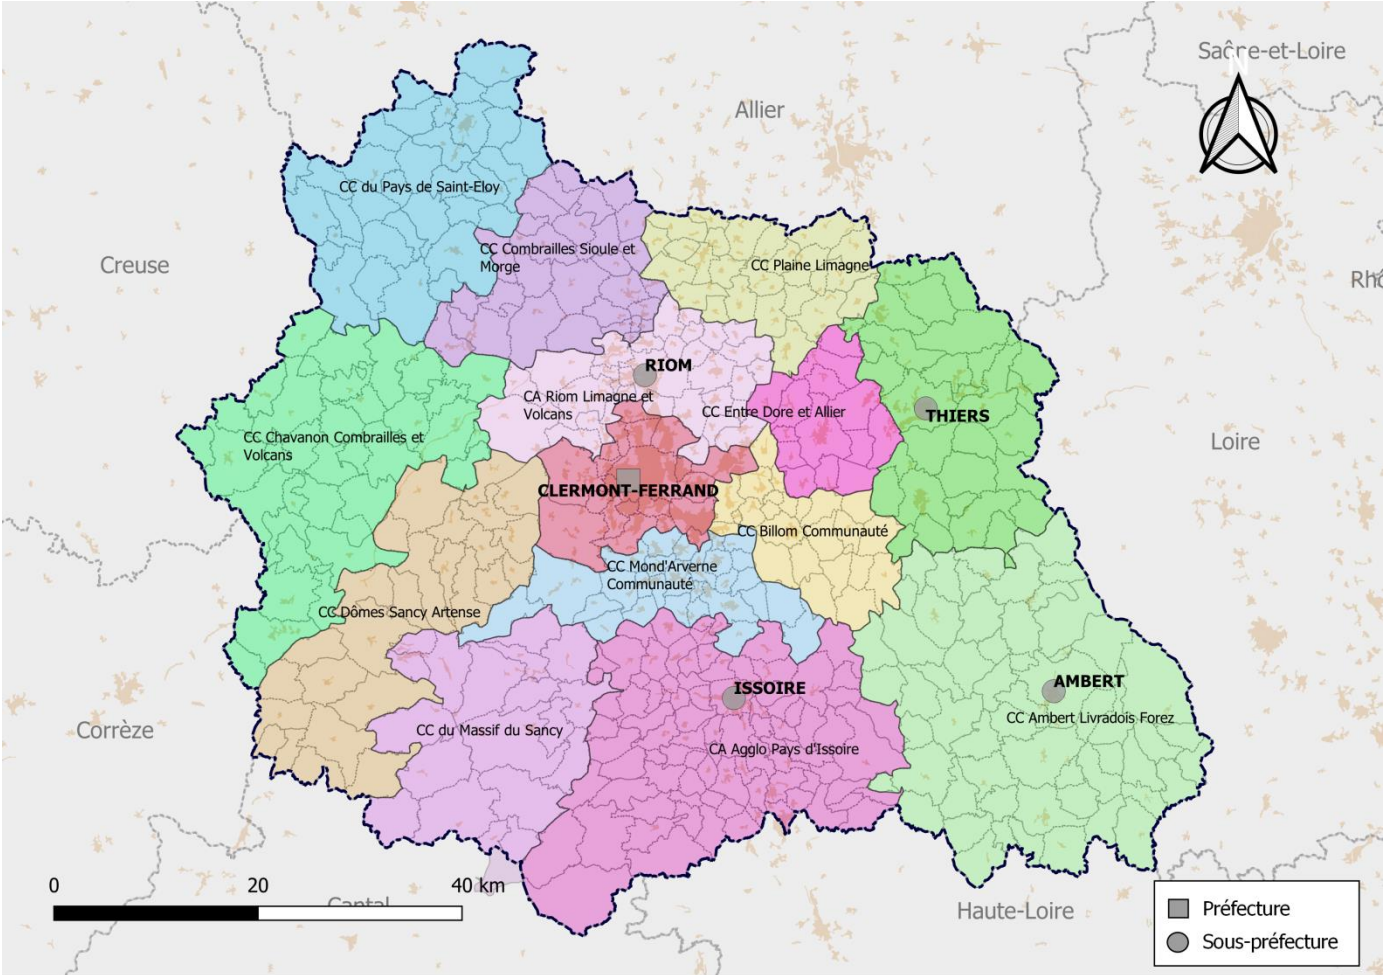 Saône-et-Loire
N
Allier
CC du Pays de Saint-Eloy
CC Combrailles Sioule et
Morge
Creuse
CC Plaine Limagne
RIOM
CA Riom Limagne et
Volcans
CC Entre Dore et Allier
THIERS
CC Chavanon Combrailles et
Volcans
Loire
CLERMONT-FERRAND
CC Billom Communauté
CC Mond'Arverne
Communauté
CC Dômes Sancy Artense
ISSOIRE
AMBERT
CC Ambert Livradois Forez
Corrèze
CC du Massif du Sancy
CA Agglo Pays d'Issoire
0 20 40 km
Cantal
Haute-Loire
Préfecture
Sous-préfecture